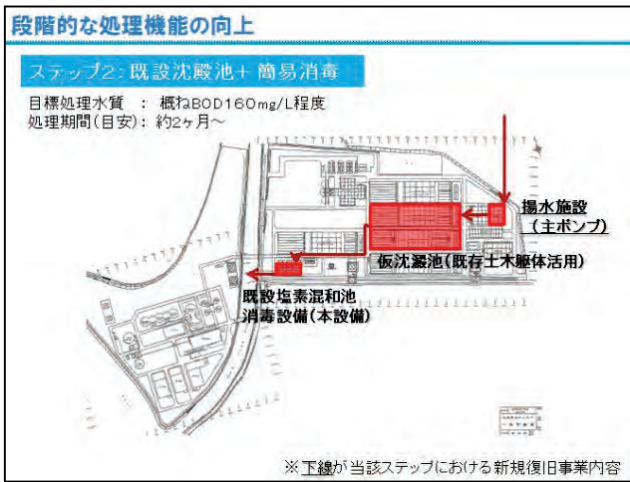 段階的な処理機能の向上
ステップ2：既設沈殿池＋簡易消毒
目標処理水質 ： 概ねBOD160mg/L程度
処理期間(目安)： 約2ヶ月～
揚水施設
（主ポンプ）
仮沈澱池(既存土木躯体活用)
既設塩素混和池
消毒設備(本設備)
※下線が当該ステップにおける新規復旧事業内容